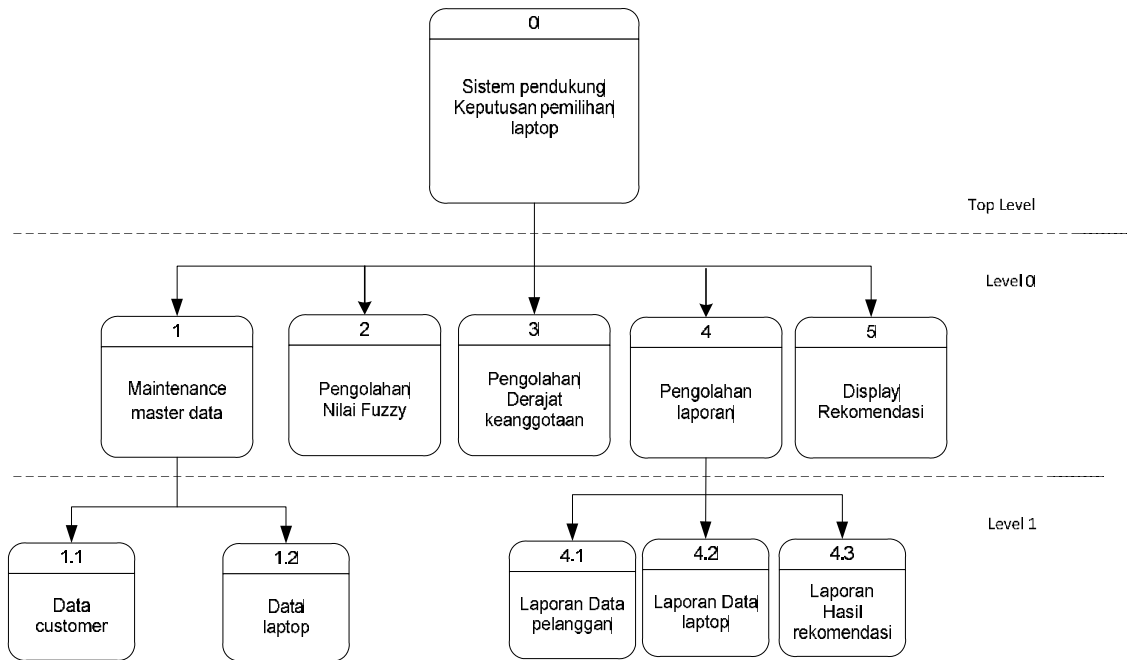 0
Sistem pendukung
Keputusan pemilihan
laptop
Top Level
Level 0
1
Maintenance
master data
2
Pengolahan
Nilai Fuzzy
3
Pengolahan
Derajat
keanggotaan
4
Pengolahan
laporan
5
Display
Rekomendasi
Level 1
1.1
Data
customer
1.2
Data
laptop
4.1
Laporan Data
pelanggan
4.2
Laporan Data
laptop
4.3
Laporan
Hasil
rekomendasi